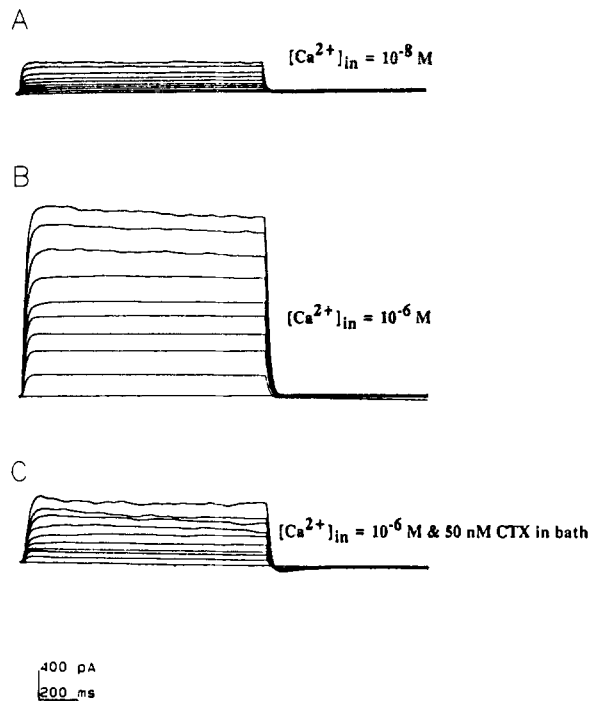 A
[Ca2+]in = 10-8 M
B
[Ca2+]in = 10-6 M
C
[Ca2+]in = 10-6 M & 50 nM CTX in bath
400 pA
200 ms